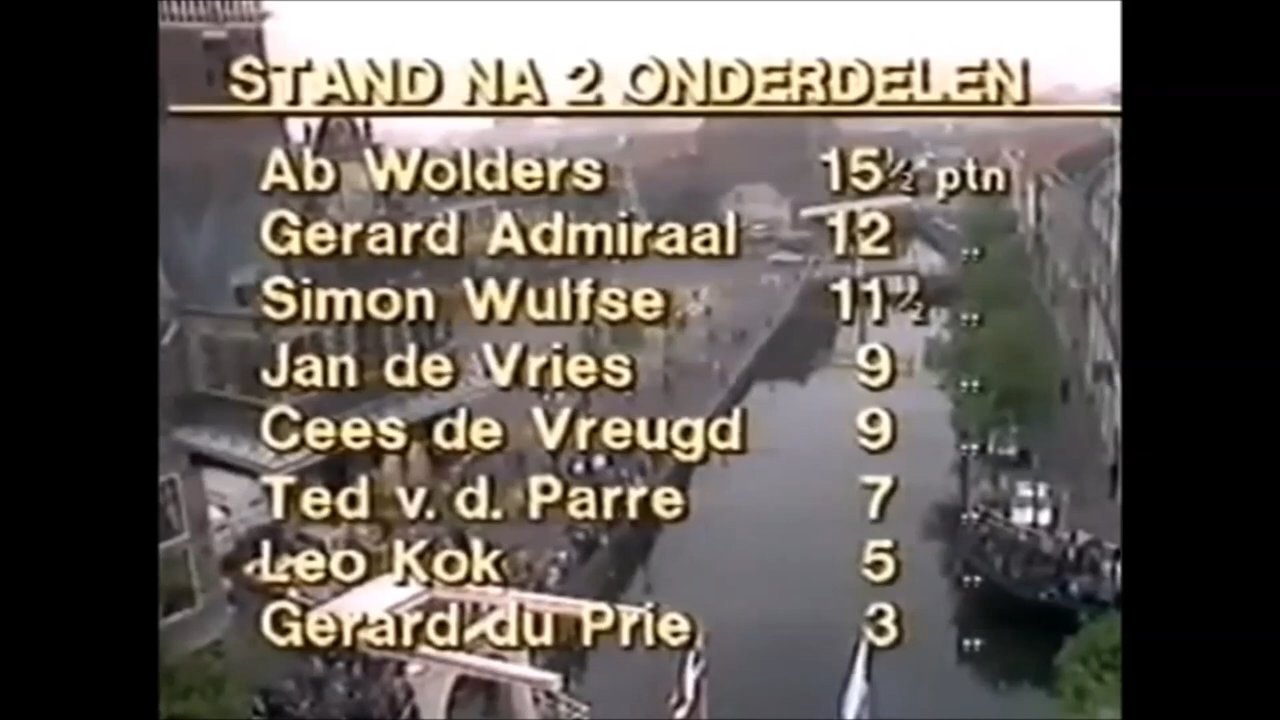 STAND NA 2 ONDERDELEN
Ab Wolders 15½ ptn
Gerard Admiraal 12 „
Simon Wulfse 11½ „
Jan de Vries 9 „
Cees de Vreugd 9 „
Ted v. d. Parre 7 „
Leo Kok 5 „
Gerard du Prie 3 „